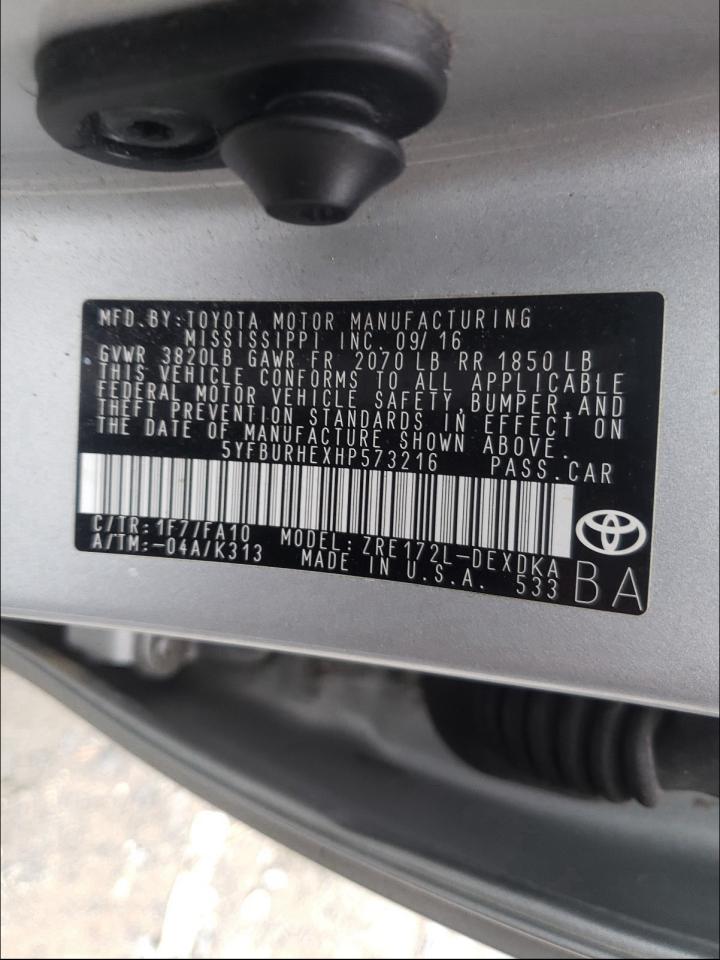 MFD. BY: TOYOTA MOTOR MANUFACTURING
MISSISSIPPI INC. 09/16
GVWR 3820LB GAWR FR 2070 LB RR 1850 LB
THIS VEHICLE CONFORMS TO ALL APPLICABLE
FEDERAL MOTOR VEHICLE SAFETY, BUMPER, AND
THEFT PREVENTION STANDARDS IN EFFECT ON
THE DATE OF MANUFACTURE SHOWN ABOVE.
5YFBURHEXHP573216 PASS.CAR
C/TR: 1F7/FA10 MODEL: ZRE172L-DEXDKA
A/TM:-04A/K313 MADE IN U.S.A. 533
BA